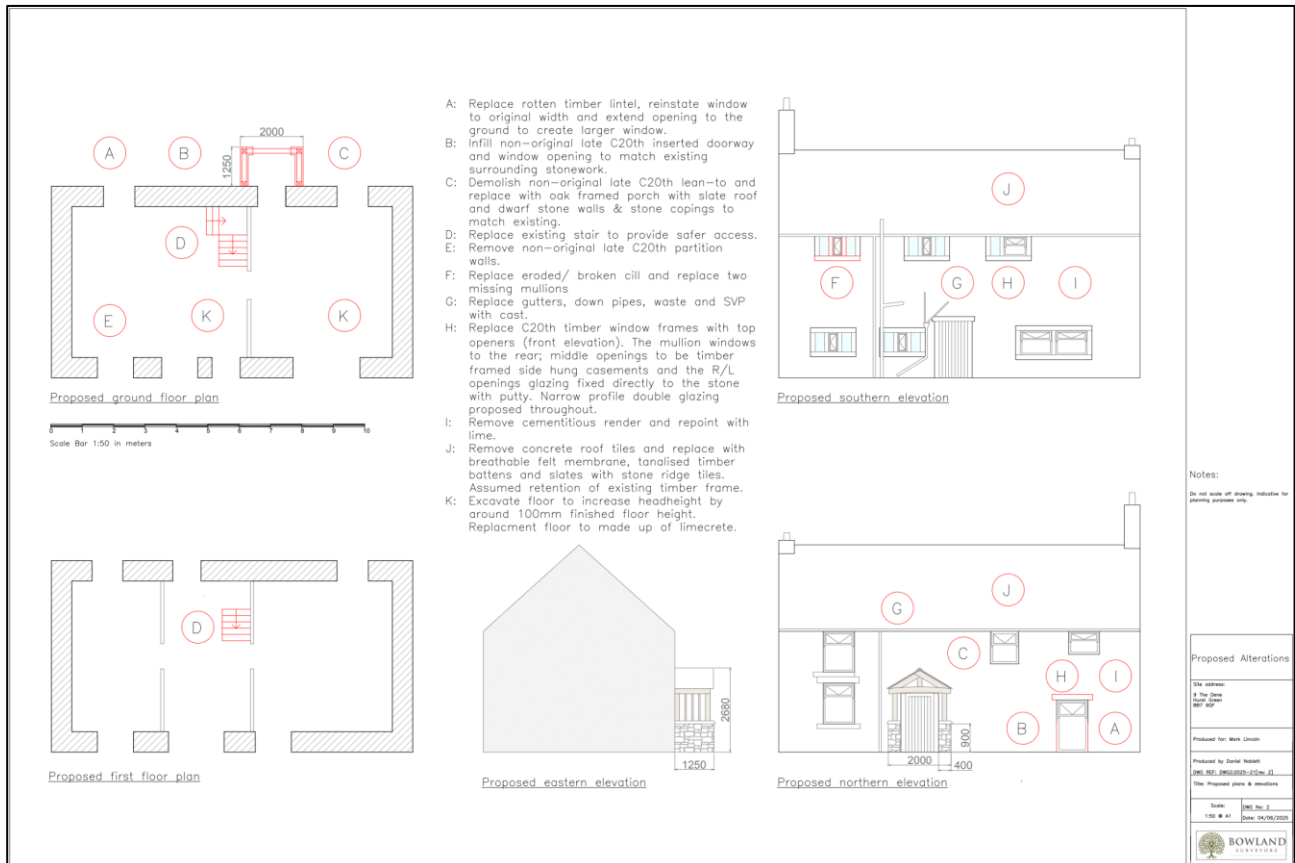 A
B
2000
1250
C
D
E
K
K
Proposed ground floor plan
0 1 2 3 4 5 6 7 8 9 10
Scale Bar 1:50 in meters
D
Proposed first floor plan
A: Replace rotten timber lintel, reinstate window
to original width and extend opening to the
ground to create larger window.
B: Infill non-original late C20th inserted doorway
and window opening to match existing
surrounding stonework.
C: Demolish non-original late C20th lean-to and
replace with oak framed porch with slate roof
and dwarf stone walls & stone copings to
match existing.
D: Replace existing stair to provide safer access.
E: Remove non-original late C20th partition
walls.
F: Replace eroded/ broken cill and replace two
missing mullions
G: Replace gutters, down pipes, waste and SVP
with cast.
H: Replace C20th timber window frames with top
openers (front elevation). The mullion windows
to the rear; middle openings to be timber
framed side hung casements and the R/L
openings glazing fixed directly to the stone
with putty. Narrow profile double glazing
proposed throughout.
I: Remove cementitious render and repoint with
lime.
J: Remove concrete roof tiles and replace with
breathable felt membrane, tanalised timber
battens and slates with stone ridge tiles.
Assumed retention of existing timber frame.
K: Excavate floor to increase headheight by
around 100mm finished floor height.
Replacment floor to made up of limecrete.
2680
1250
Proposed eastern elevation
J
F
G
H
I
Proposed southern elevation
J
G
C
H
I
B
A
900
2000
400
Proposed northern elevation
Notes:
Do not scale off drawing. Indicative for
planning purposes only.
Proposed Alterations
Site address:
9 The Dene
Hurst Green
BB7 9QF
Produced for: Mark Lincoln
Produced by Daniel Noblett
Title: Proposed plans & elevations
Scale:
1:50 @ A1
DWG No: 2
Date: 04/06/2025
BOWLAND
SURVEYORS